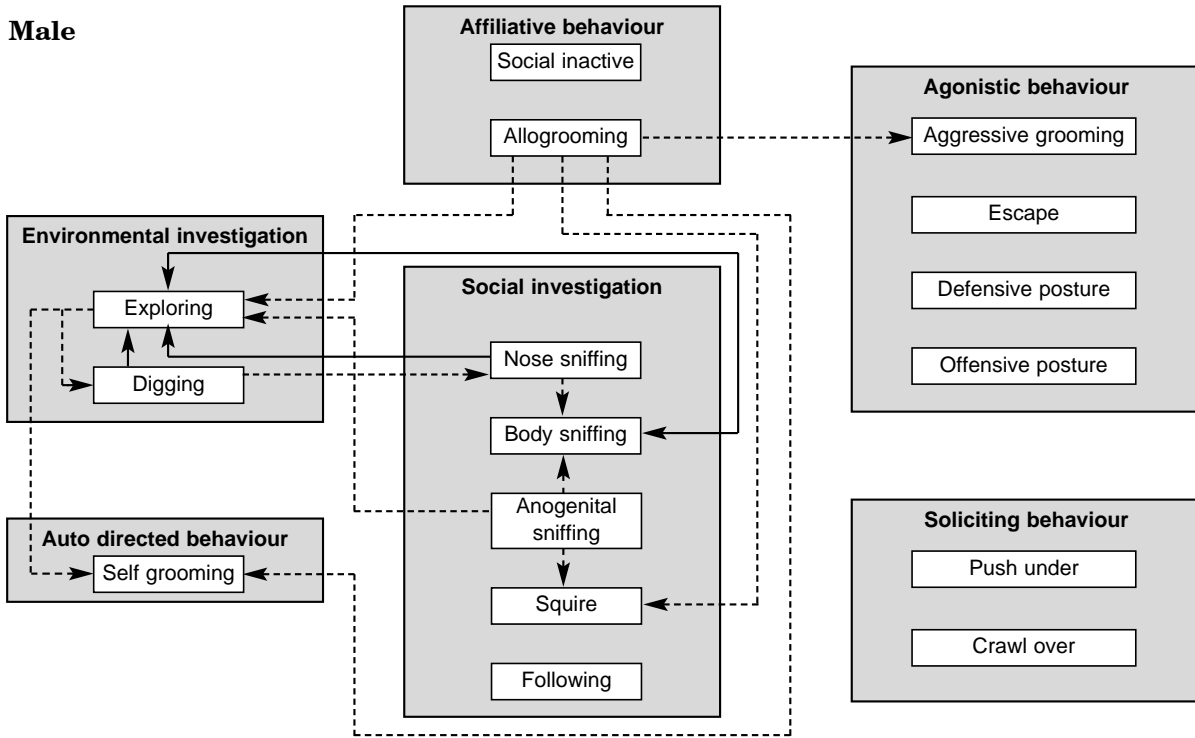 Male
Affiliative behaviour
Social inactive
Allogrooming
Agonistic behaviour
Aggressive grooming
Escape
Defensive posture
Offensive posture
Environmental investigation
Exploring
Digging
Social investigation
Nose sniffing
Body sniffing
Anogenital
sniffing
Squire
Following
Auto directed behaviour
Self grooming
Soliciting behaviour
Push under
Crawl over